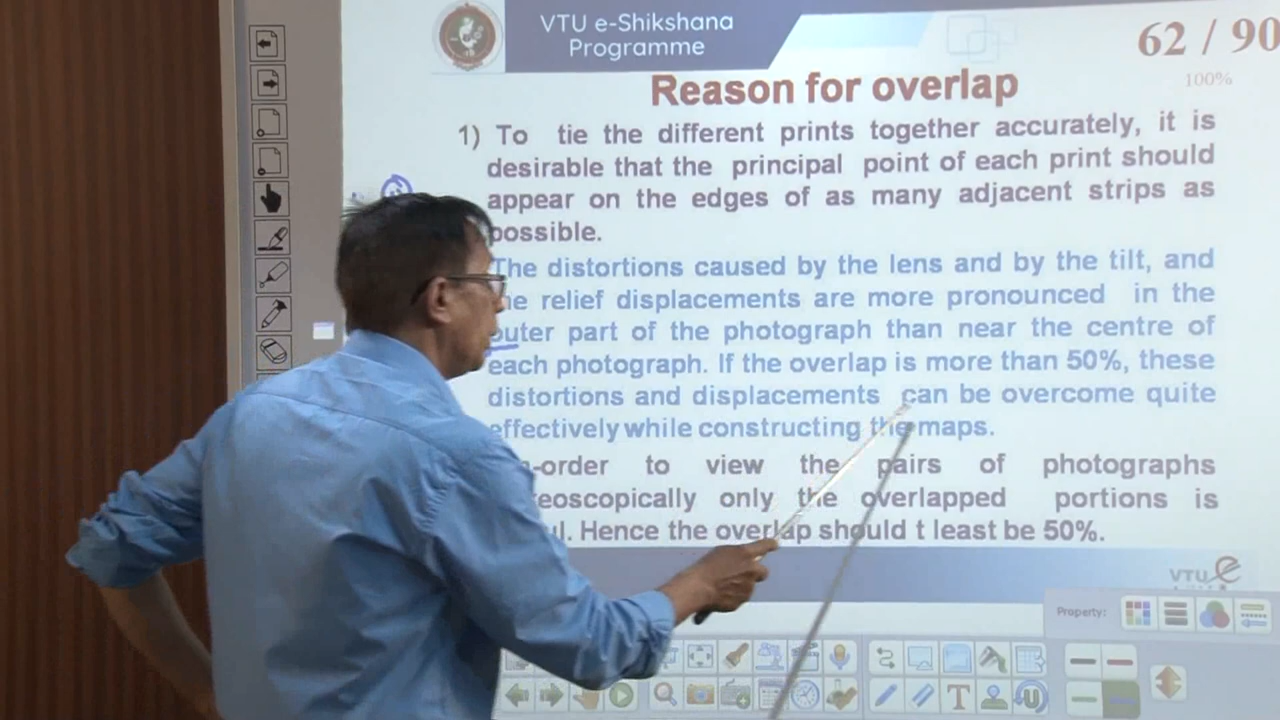 VTU e-Shikshana
Programme
62 / 90
100%
Reason for overlap
1) To tie the different prints together accurately, it is
desirable that the principal point of each print should
appear on the edges of as many adjacent strips as
possible.
The distortions caused by the lens and by the tilt, and
relief displacements are more pronounced in the
outer part of the photograph than near the centre of
each photograph. If the overlap is more than 50%, these
distortions and displacements can be overcome quite
effectively while constructing the maps.
-order to view the pairs of photographs
eoscopically only the overlapped portions is
l. Hence the overlap should t least be 50%.
VTU e
Property: